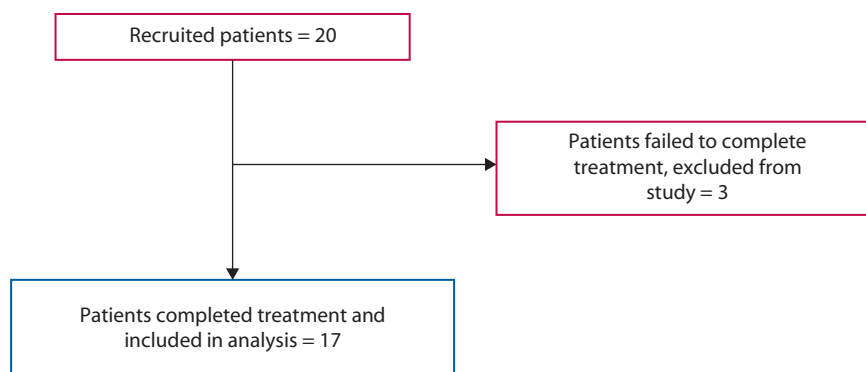 Recruited patients = 20
Patients failed to complete
treatment, excluded from
study = 3
Patients completed treatment and
included in analysis = 17